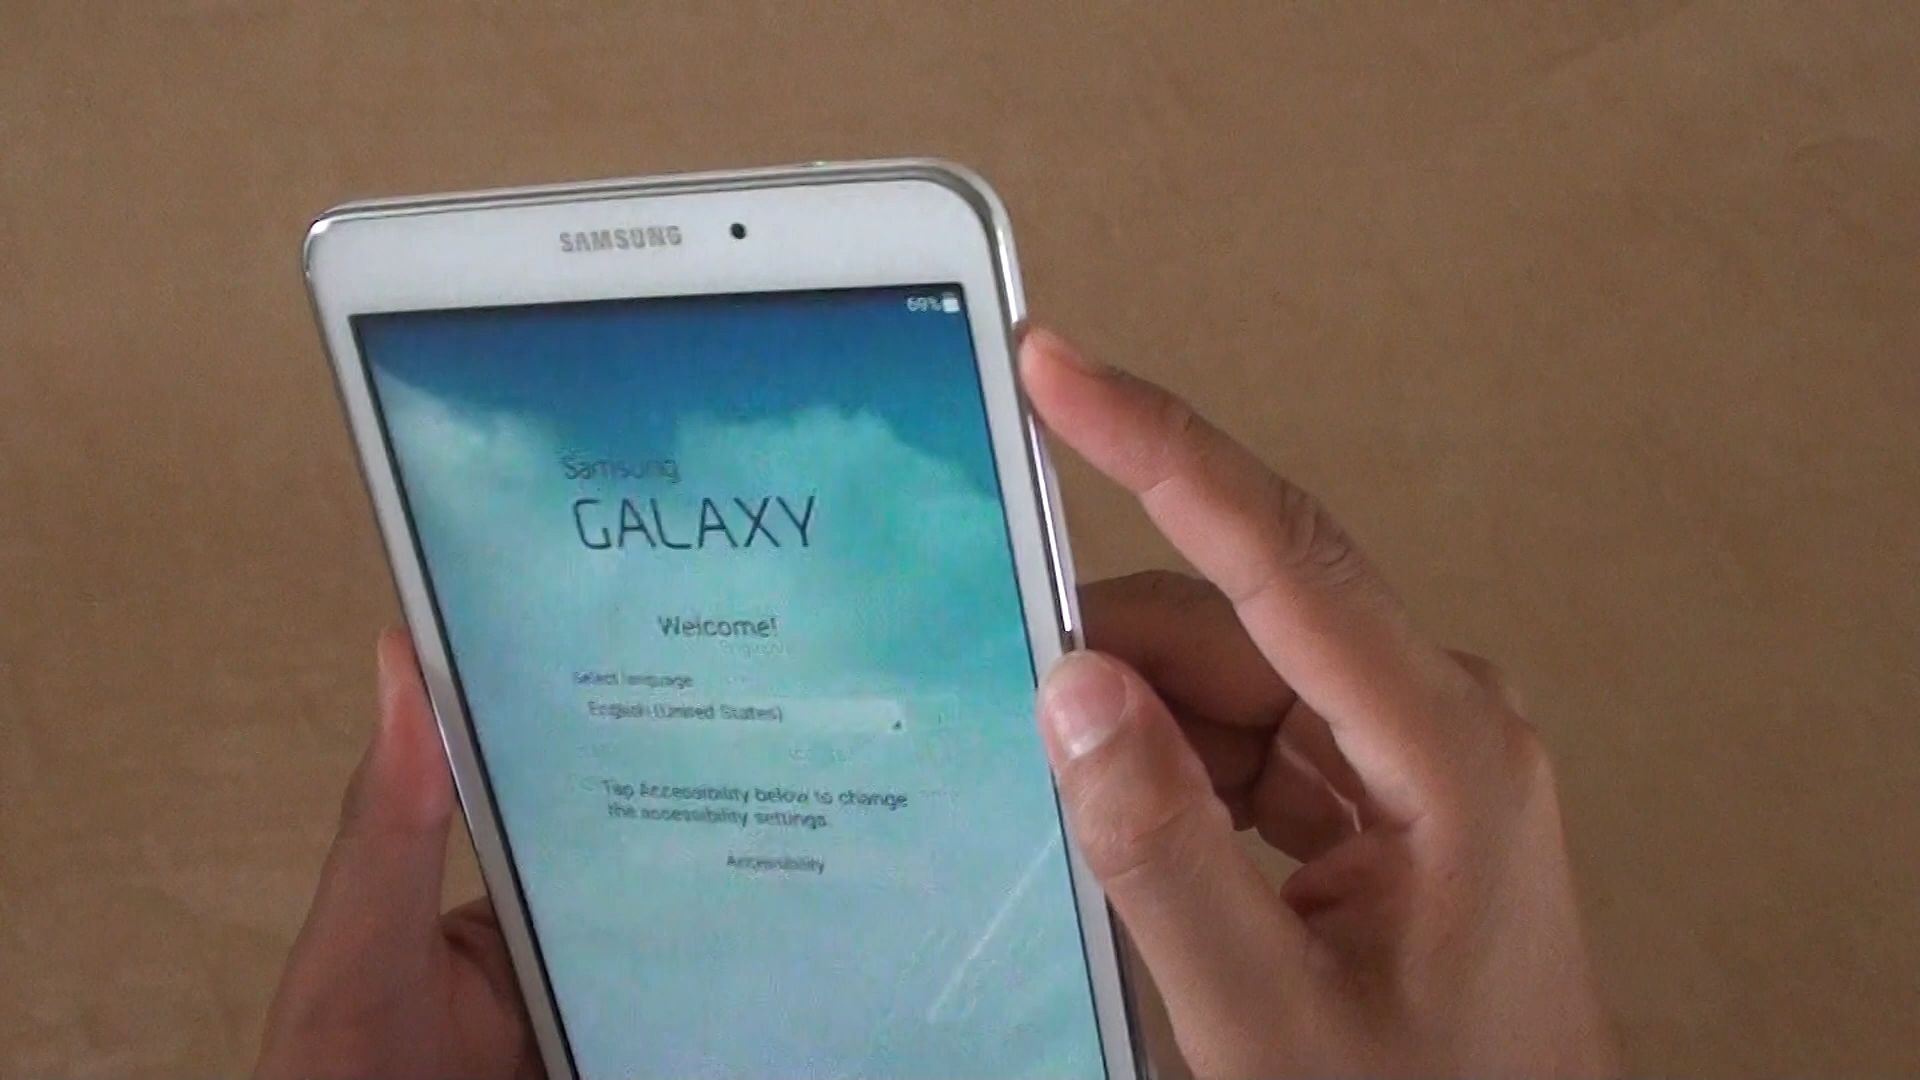 SAMSUNG
69%
Samsung
GALAXY
Welcome!
English
Select language
English (United States)
Tap Accessibility below to change
the accessibility settings.
Accessibility